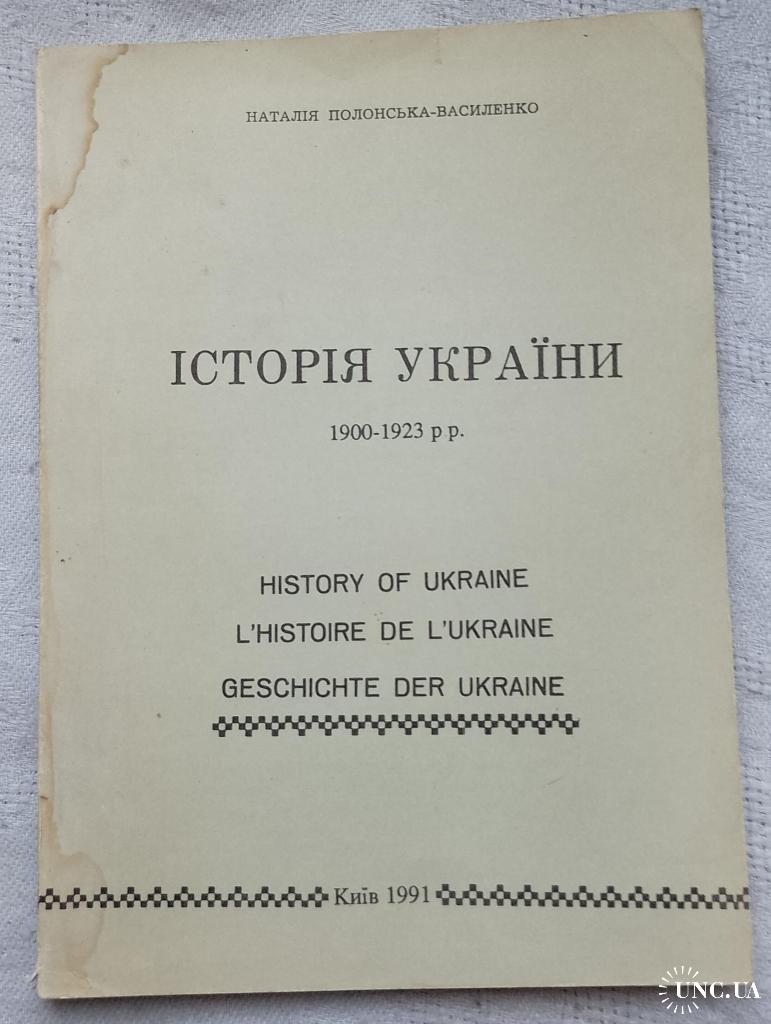 НАТАЛІЯ ПОЛОНСЬКА-ВАСИЛЕНКО
ІСТОРІЯ УКРАЇНИ
1900-1923 р р.
HISTORY OF UKRAINE
L'HISTOIRE DE L'UKRAINE
GESCHICHTE DER UKRAINE
Київ 1991
UNC.UA